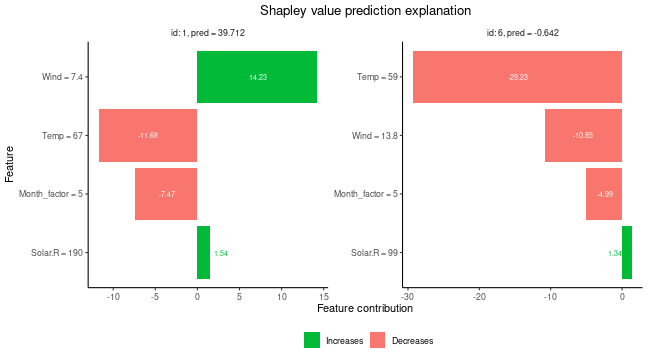 Shapley value prediction explanation
id: 1, pred = 39.712
id: 6, pred = -0.642
Feature
Wind = 7.4
14.23
Temp = 67
-11.68
Month_factor = 5
-7.47
Solar.R = 190
1.54
-10 -5 0 5 10 15
Temp = 59
-29.23
Wind = 13.8
-10.85
Month_factor = 5
-4.99
Solar.R = 99
1.34
-30 -20 -10 0
Feature contribution
Increases Decreases